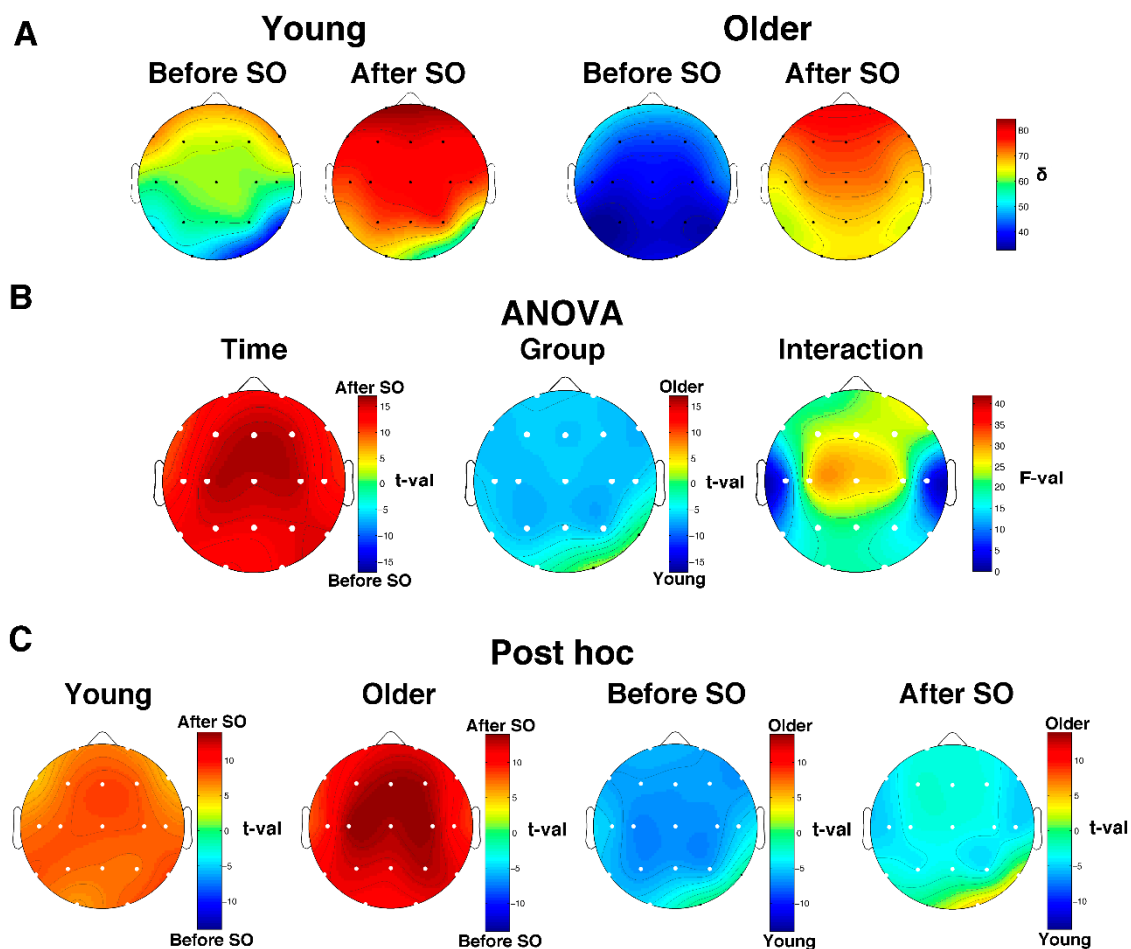 A
Young
Older
Before SO
After SO
Before SO
After SO
80
70
60
50
40
δ
B
ANOVA
Time
Group
Interaction
After SO
15
10
5
0
−5
−10
−15
Before SO
t-val
Older
15
10
5
0
−5
−10
−15
Young
t-val
40
35
30
25
20
15
10
5
0
F-val
C
Post hoc
Young
Older
Before SO
After SO
After SO
10
5
0
−5
−10
Before SO
t-val
After SO
10
5
0
−5
−10
Before SO
t-val
Older
10
5
0
−5
−10
Young
t-val
Older
10
5
0
−5
−10
Young
t-val